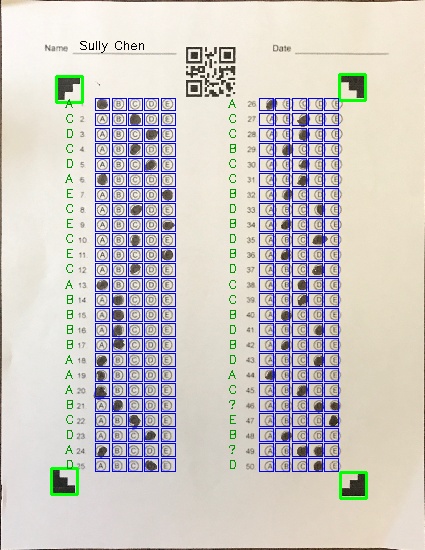 Name Sully Chen Date
A B C D E
C 2. A B D E
D 3. A B C E
C 4. A B D E
D 5. A B C E
A 6. B C D E
E 7. A B C D
C 8. A B D E
E 9. A B C D
C 10. A B D E
E 11. A B C D
C 12. A B D E
A 13. B C D E
B 14. A C D E
B 15. A C D E
B 16. A C D E
B 17. A C D E
A 18. B C D E
A 19. B C D E
A 20. B C D E
B 21. A C D E
C 22. A B D E
D 23. A B C E
A 24. B C D E
D 25. A B C E
A 26. B C D E
C 27. A B D E
C 28. A B D E
B 29. A C D E
C 30. A B D E
C 31. A B D E
B 32. A C D E
D 33. A B C E
B 34. A C D E
D 35. A B C E
B 36. A C D E
D 37. A B C E
C 38. A B D E
C 39. A B D E
B 40. A C D E
D 41. A B C E
B 42. A C D E
D 43. A B C E
A 44. B C D E
C 45. A B D E
? 46. A B C
E 47. A B C D
B 48. A C D E
? 49. A B E
D 50. A B C E